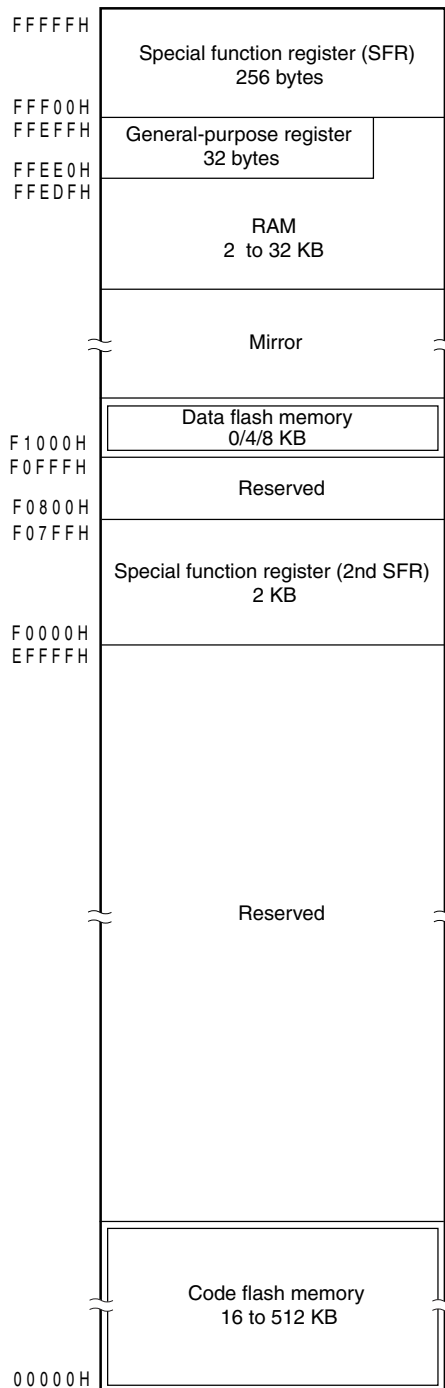 FFFFFH
Special function register (SFR)
256 bytes
FFF00H
FFEFFH
General-purpose register
32 bytes
FFEE0H
FFEDFH
RAM
2 to 32 KB
Mirror
Data flash memory
0/4/8 KB
F1000H
F0FFFH
Reserved
F0800H
F07FFH
Special function register (2nd SFR)
2 KB
F0000H
EFFFFH
Reserved
Code flash memory
16 to 512 KB
00000H